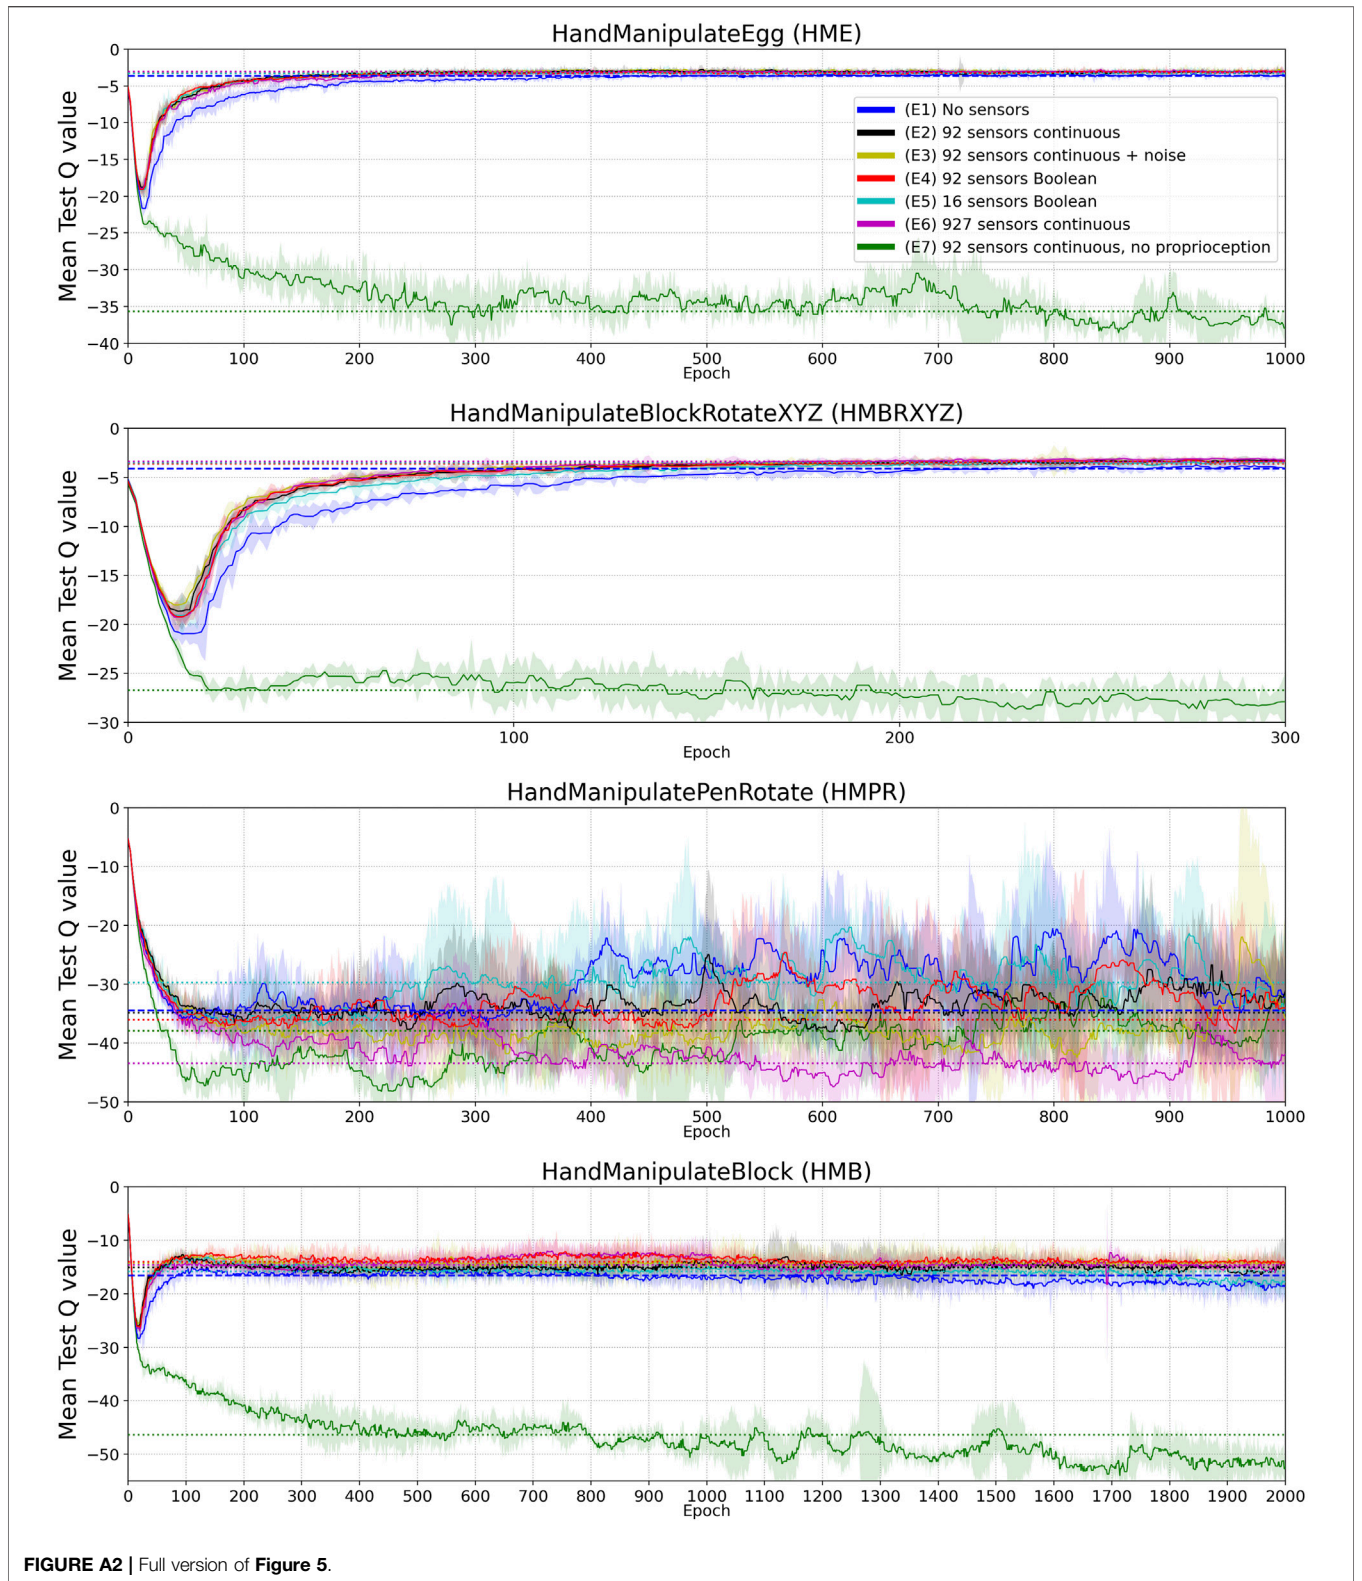 HandManipulateEgg (HME)
Mean Test Q value
0
−5
−10
−15
−20
−25
−30
−35
−40
(E1) No sensors
(E2) 92 sensors continuous
(E3) 92 sensors continuous + noise
(E4) 92 sensors Boolean
(E5) 16 sensors Boolean
(E6) 927 sensors continuous
(E7) 92 sensors continuous, no proprioception
0 100 200 300 400 500 600 700 800 900 1000
Epoch
HandManipulateBlockRotateXYZ (HMBRXYZ)
Mean Test Q value
0
−5
−10
−15
−20
−25
−30
0 100 200 300
Epoch
HandManipulatePenRotate (HMPR)
Mean Test Q value
0
−10
−20
−30
−40
−50
0 100 200 300 400 500 600 700 800 900 1000
Epoch
HandManipulateBlock (HMB)
Mean Test Q value
0
−10
−20
−30
−40
−50
0 100 200 300 400 500 600 700 800 900 1000 1100 1200 1300 1400 1500 1600 1700 1800 1900 2000
Epoch
FIGURE A2 | Full version of Figure 5.